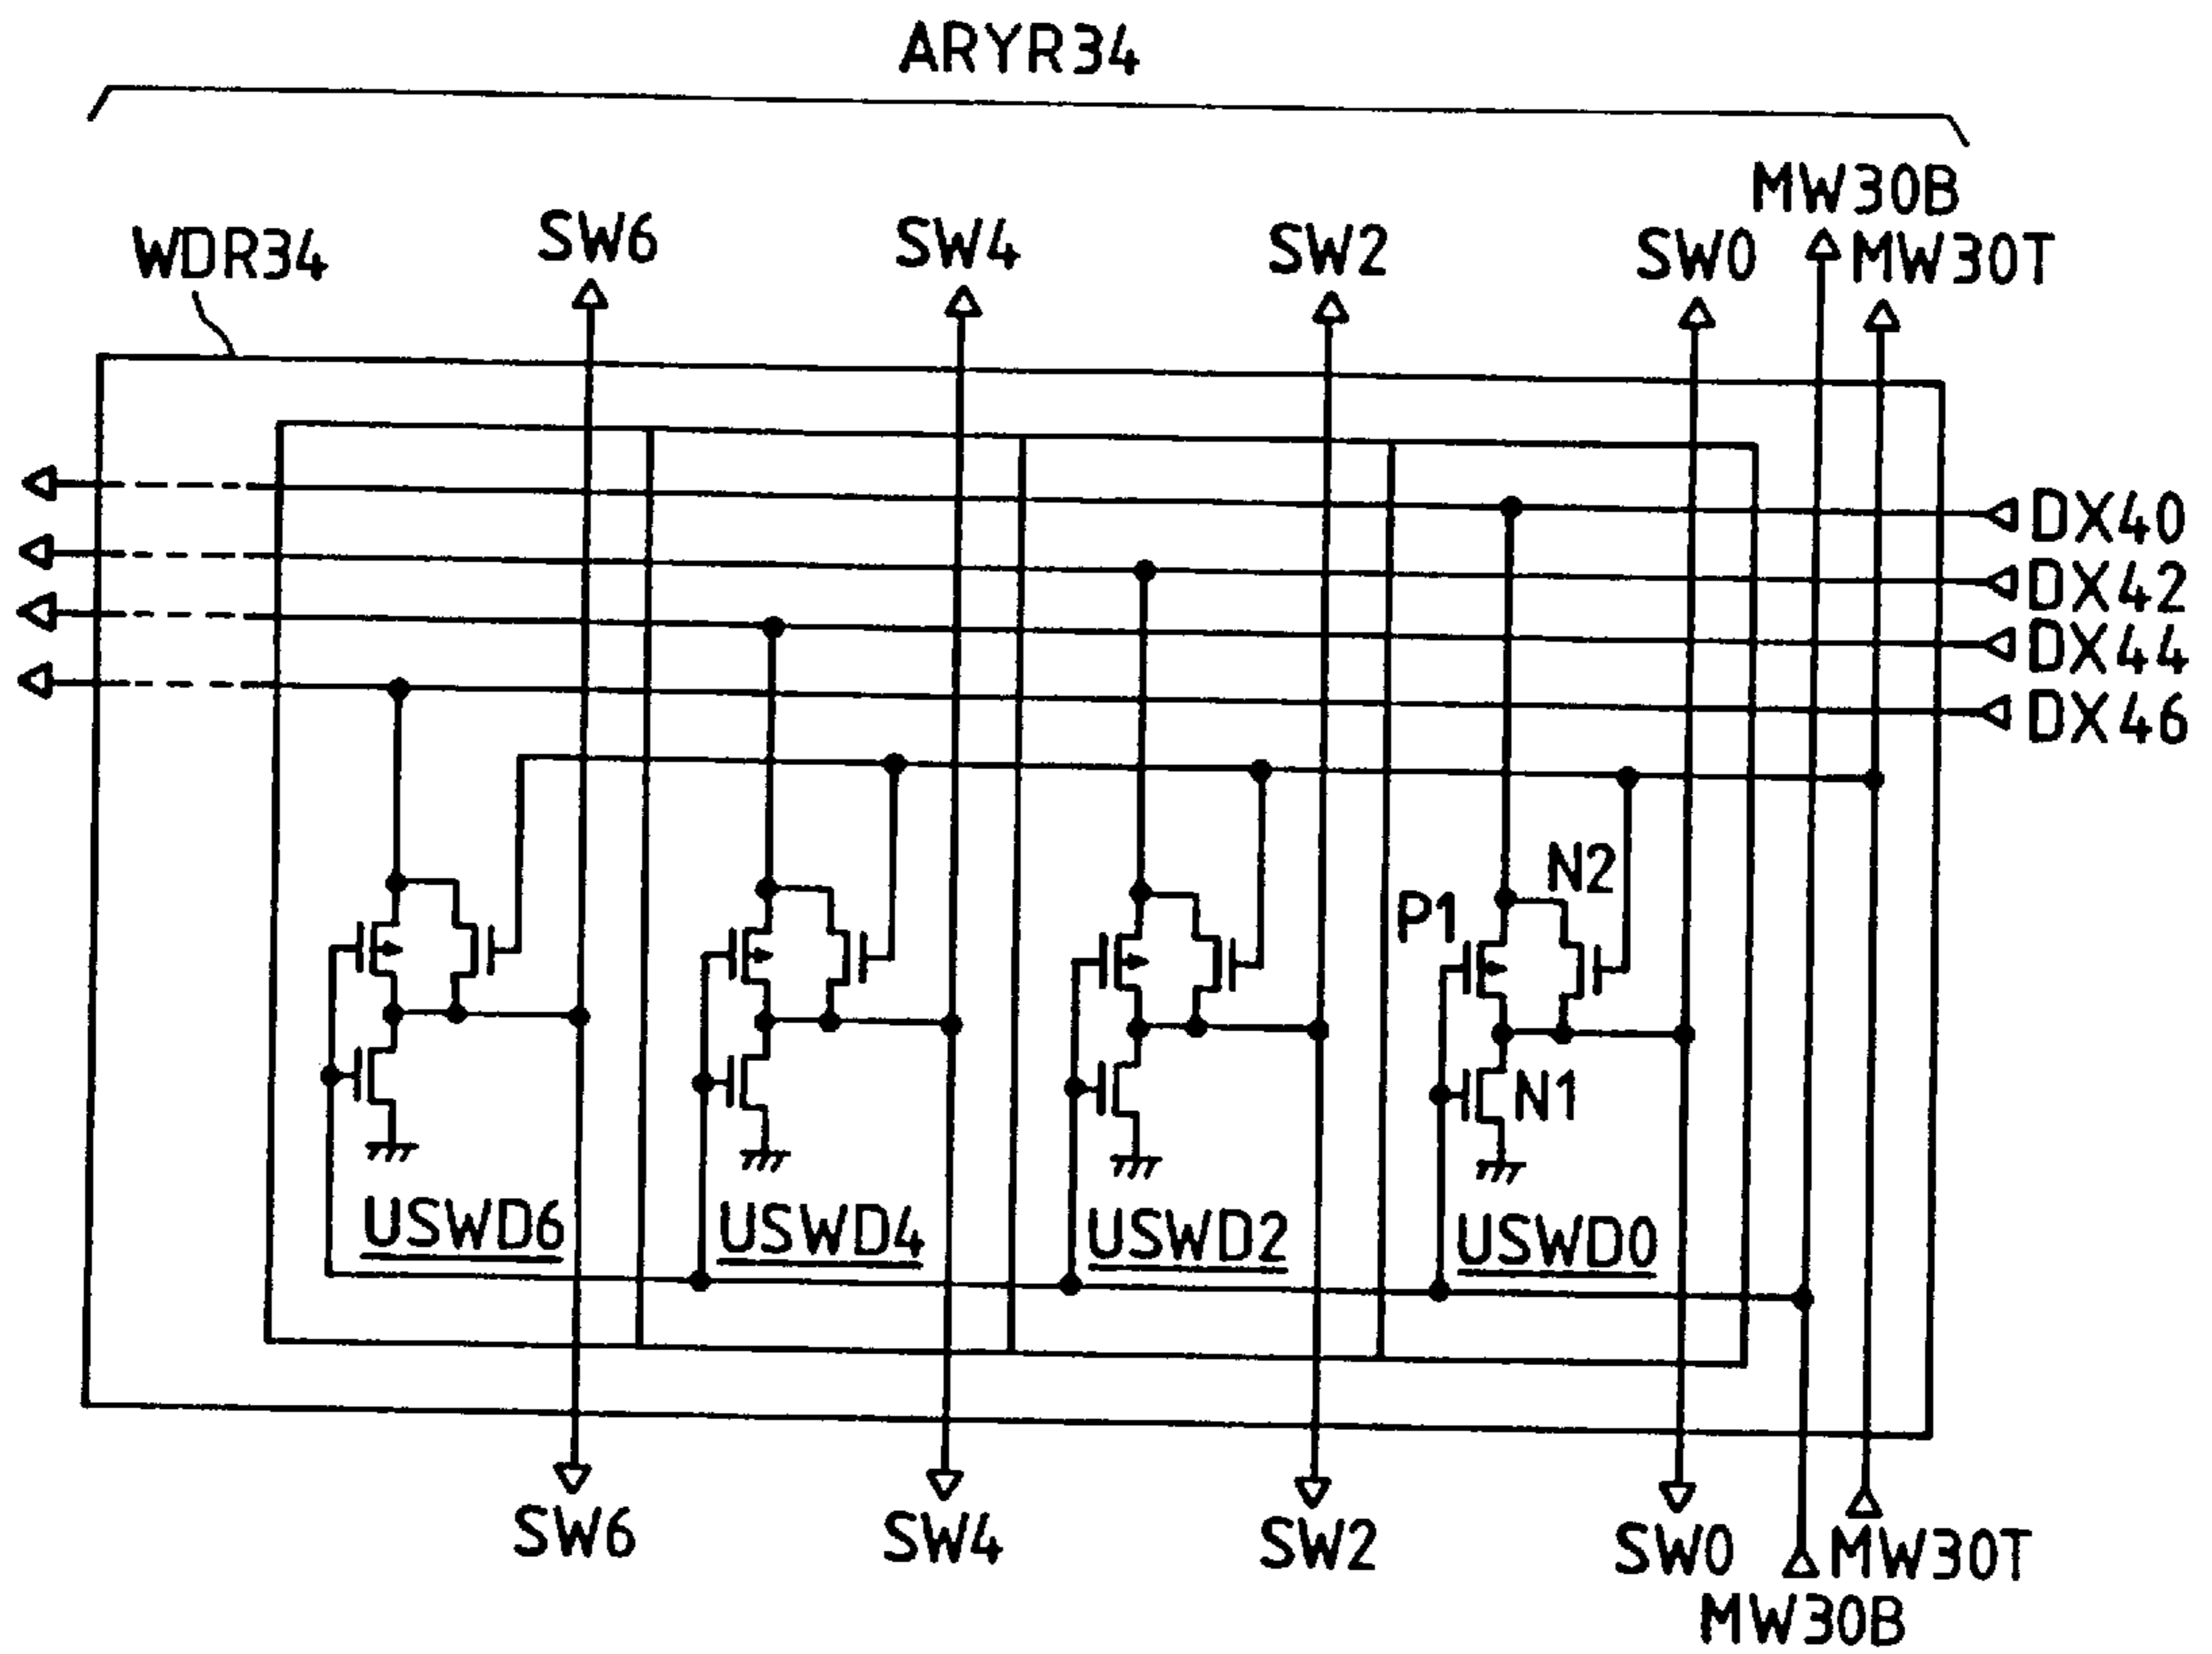 ARYR34
MW30B
WDR34
SW6
SW4
SW2
SW0
MW30T
DX40
DX42
DX44
DX46
N2
P1
N1
USWD6
USWD4
USWD2
USWD0
SW6
SW4
SW2
SW0
MW30T
MW30B